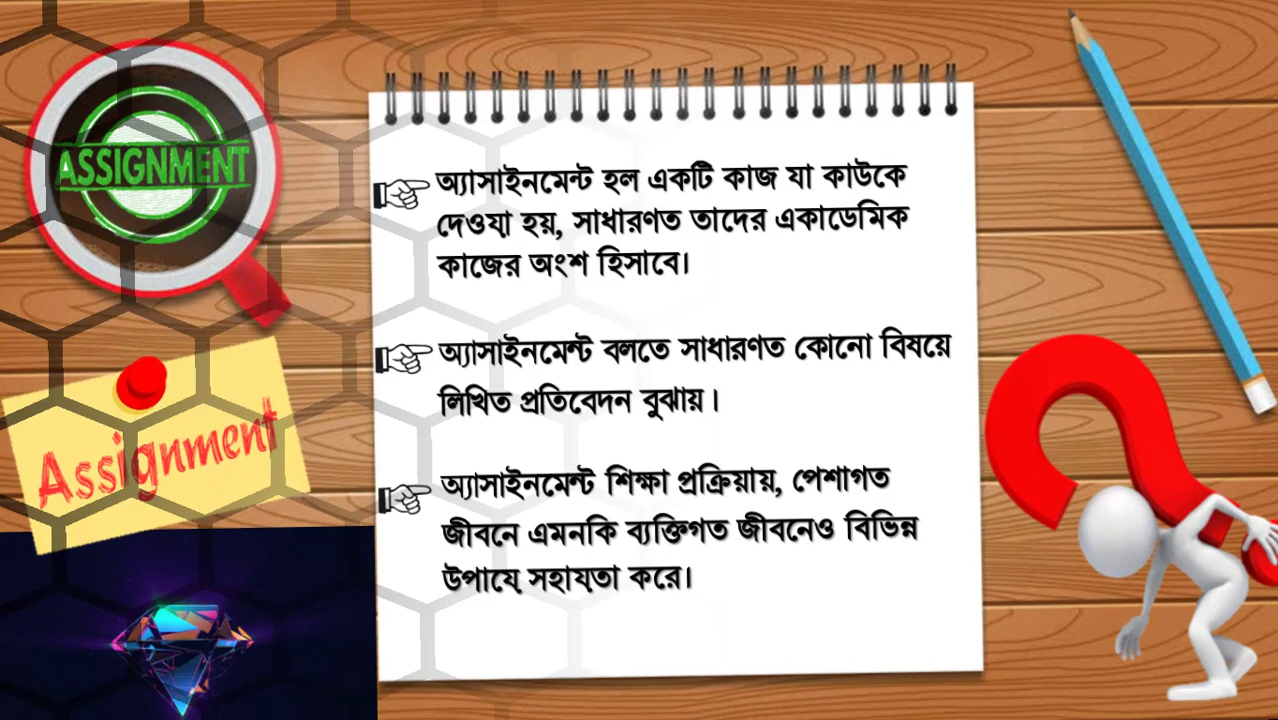 ASSIGNMENT
Assignment
অ্যাসাইনমেন্ট হল একটি কাজ যা কাউকে
দেওয়া হয়, সাধারণত তাদের একাডেমিক
কাজের অংশ হিসাবে।
অ্যাসাইনমেন্ট বলতে সাধারণত কোনো বিষয়ে
লিখিত প্রতিবেদন বুঝায়।
অ্যাসাইনমেন্ট শিক্ষা প্রক্রিয়ায়, পেশাগত
জীবনে এমনকি ব্যক্তিগত জীবনেও বিভিন্ন
উপায়ে সহায়তা করে।